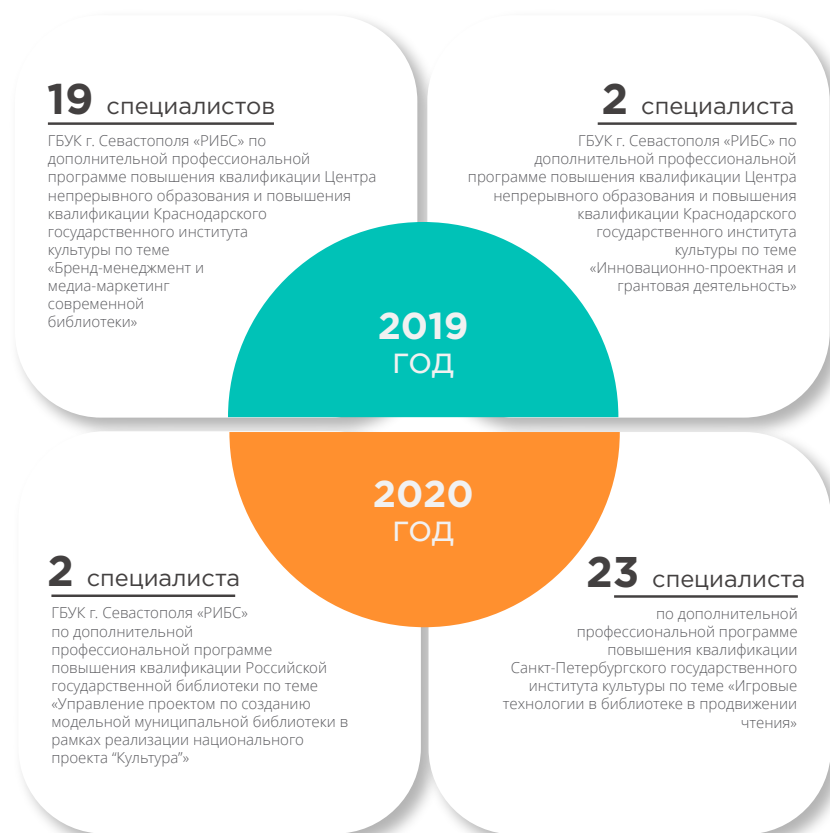 19 специалистов
ГБУК г. Севастополя «РИБС» по
дополнительной профессиональной
программе повышения квалификации Центра
непрерывного образования и повышения
квалификации Краснодарского
государственного института
культуры по теме
«Бренд-менеджмент и
медиа-маркетинг
современной
библиотеки»
2 специалиста
ГБУК г. Севастополя «РИБС» по
дополнительной профессиональной
программе повышения квалификации Центра
непрерывного образования и повышения
квалификации Краснодарского
государственного института
культуры по теме
«Инновационно-проектная и
грантовая деятельность»
2019
ГОД
2020
ГОД
2 специалиста
ГБУК г. Севастополя «РИБС»
по дополнительной
профессиональной программе
повышения квалификации Российской
государственной библиотеки по теме
«Управление проектом по созданию
модельной муниципальной библиотеки в
рамках реализации национального
проекта “Культура”»
23 специалиста
по дополнительной
профессиональной программе
повышения квалификации
Санкт-Петербургского государственного
института культуры по теме «Игровые
технологии в библиотеке в продвижении
чтения»